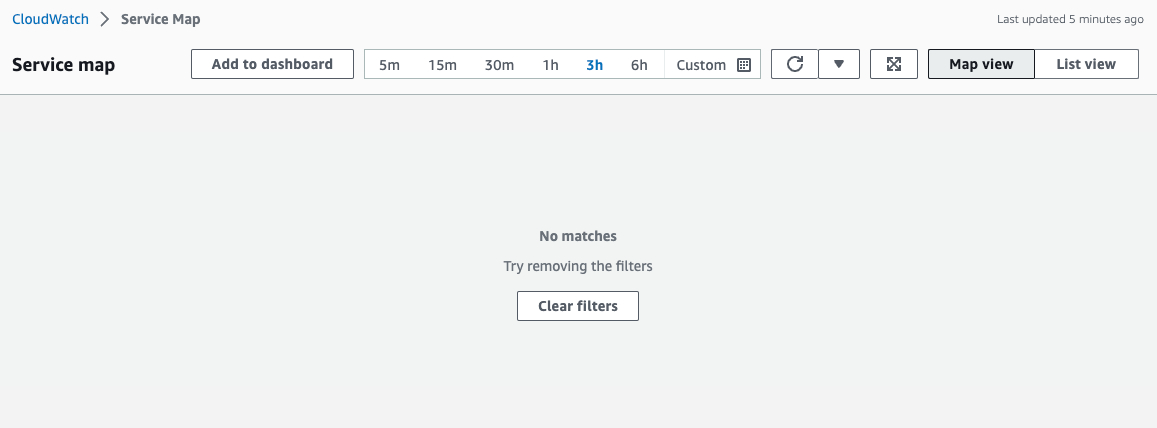 CloudWatch Service Map Last updated 5 minutes ago
Service map Add to dashboard 5m 15m 30m 1h 3h 6h Custom Map view List view
No matches
Try removing the filters
Clear filters